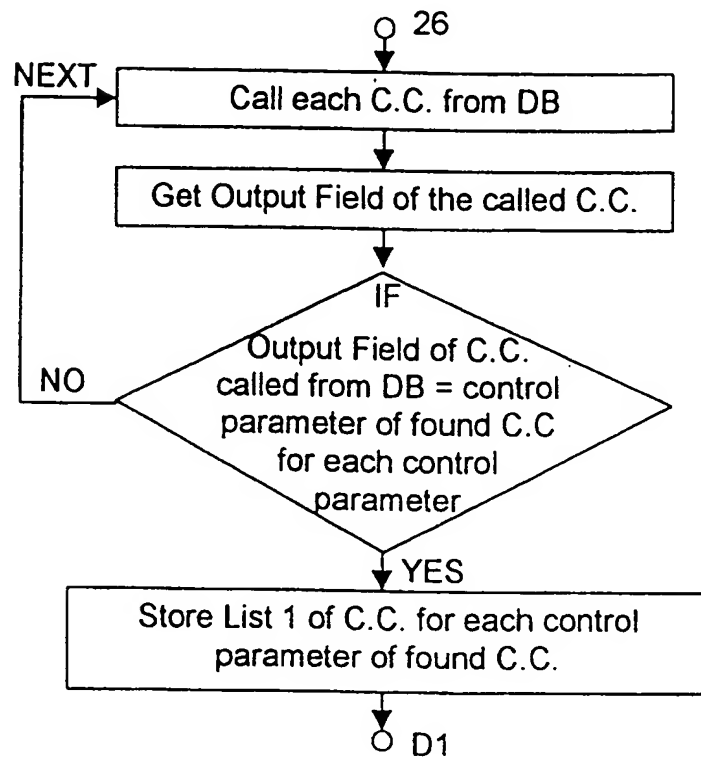 26
NEXT
Call each C.C. from DB
Get Output Field of the called C.C.
IF
Output Field of C.C.
called from DB = control
parameter of found C.C
for each control
parameter
NO
YES
Store List 1 of C.C. for each control
parameter of found C.C.
D1